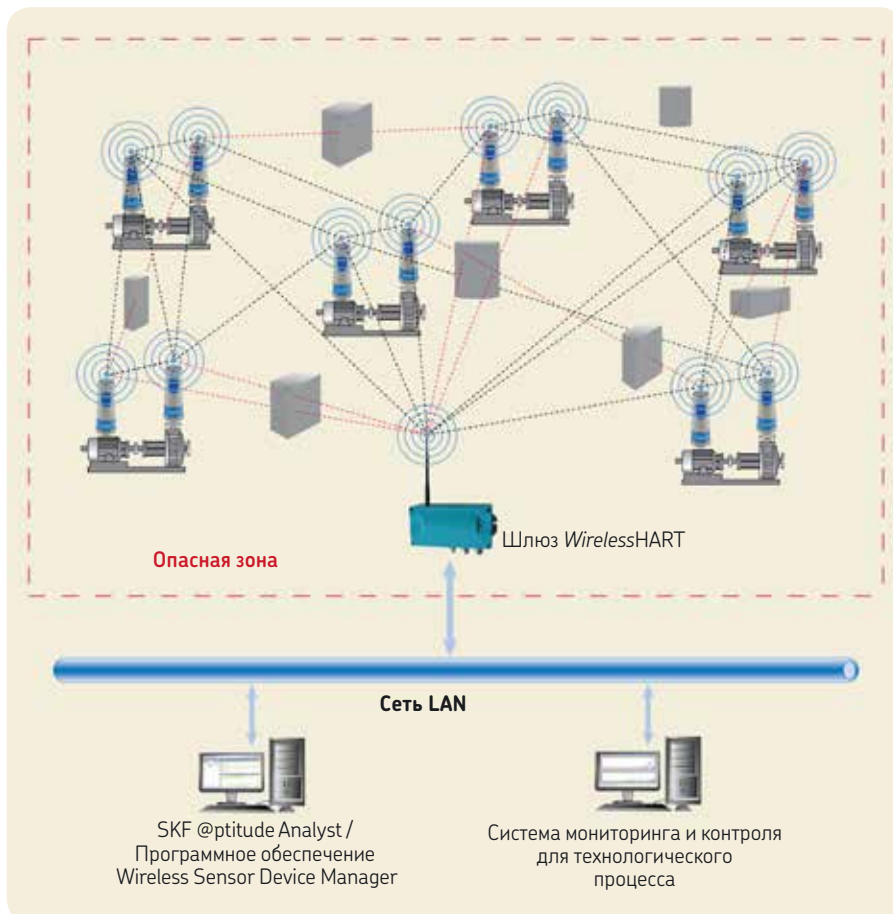 Шлюз WirelessHART
Опасная зона
Сеть LAN
SKF @ptitude Analyst /
Программное обеспечение
Wireless Sensor Device Manager
Система мониторинга и контроля
для технологического
процесса